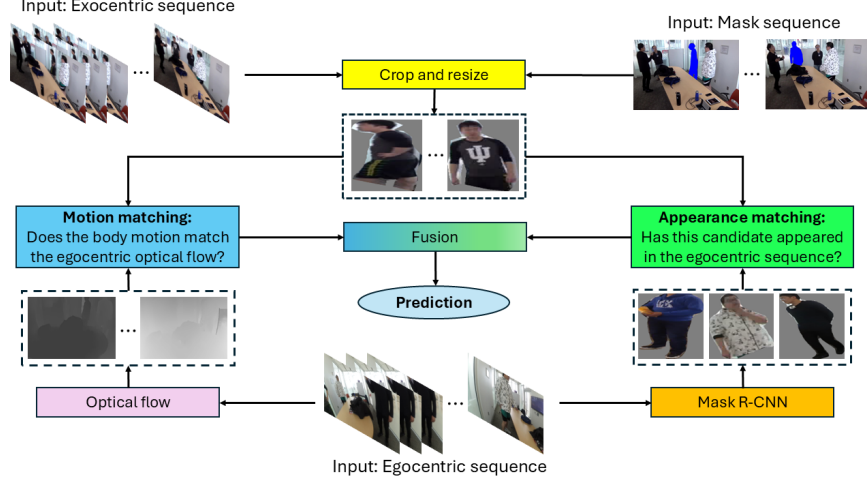 Input: Exocentric sequence
Input: Mask sequence
Crop and resize
...
...
...
Motion matching:
Does the body motion match
the egocentric optical flow?
Fusion
Appearance matching:
Has this candidate appeared
in the egocentric sequence?
Prediction
...
Optical flow
...
Mask R-CNN
Input: Egocentric sequence